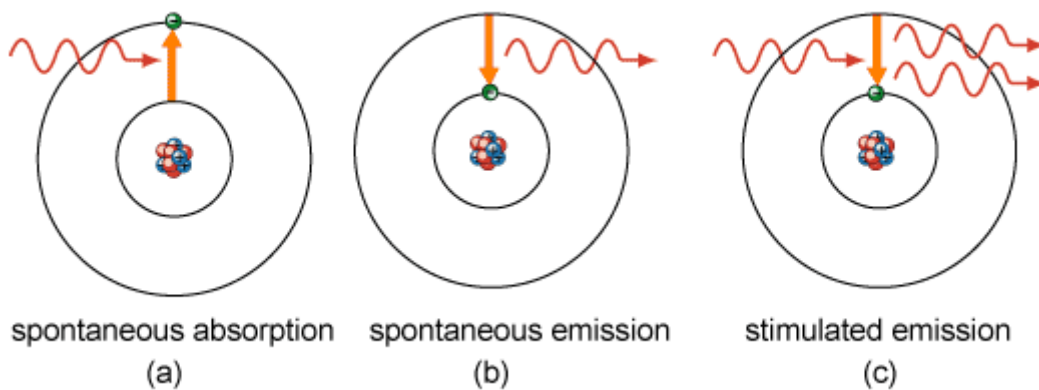 spontaneous absorption
(a)
spontaneous emission
(b)
stimulated emission
(c)